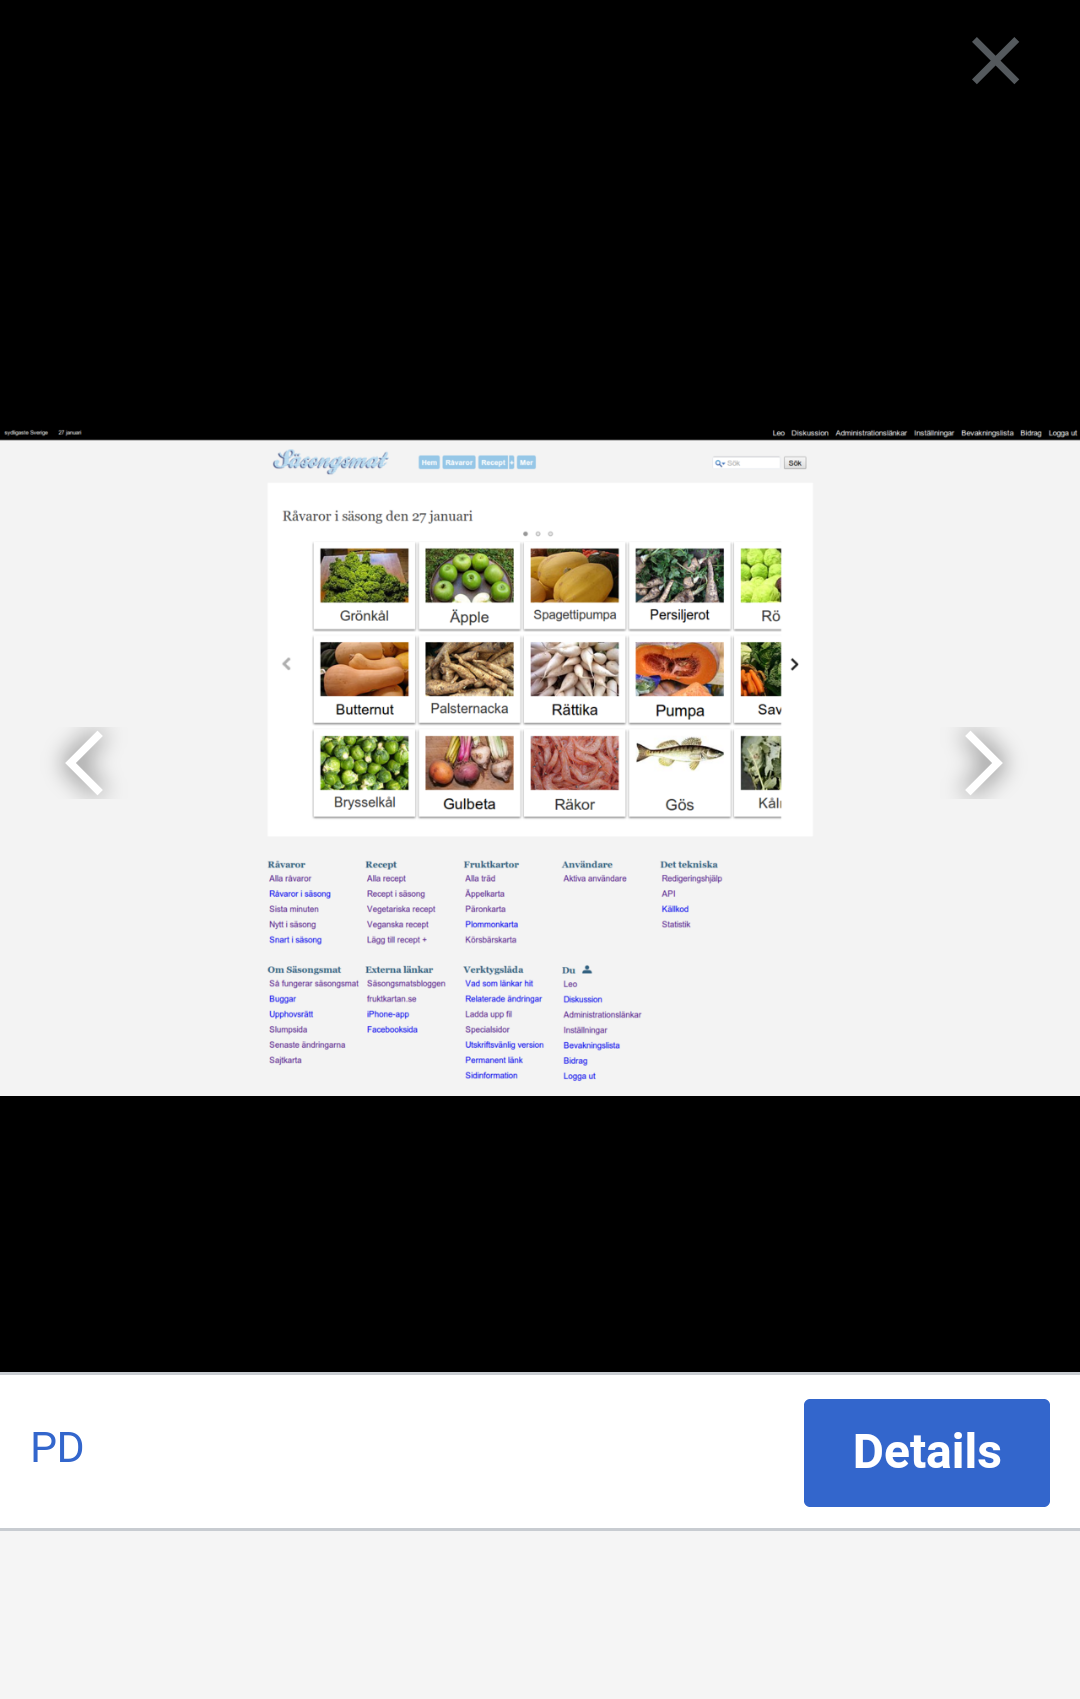 sydligaste Sverige 27 januari Leo Diskussion Administrationslänkar Inställningar Bevakningslista Bidrag Logga ut
Säsongsmat Hem Råvaror Recept + Mer Sök Sök
Råvaror i säsong den 27 januari
Grönkål Äpple Spagettipumpa Persiljerot Rö
Butternut Palsternacka Rättika Pumpa Sav
Brysselkål Gulbeta Räkor Gös Kålr
Råvaror Recept Fruktkartor Användare Det tekniska
Alla råvaror Alla recept Alla träd Aktiva användare Redigeringshjälp
Råvaror i säsong Recept i säsong Äppelkarta API
Sista minuten Vegetariska recept Päronkarta Källkod
Nytt i säsong Veganska recept Plommonkarta Statistik
Snart i säsong Lägg till recept + Körsbärskarta
Om Säsongsmat Externa länkar Verktygslåda Du
Så fungerar säsongsmat Säsongsmatsbloggen Vad som länkar hit Leo
Buggar fruktkartan.se Relaterade ändringar Diskussion
Upphovsrätt iPhone-app Ladda upp fil Administrationslänkar
Slumpsida Facebooksida Specialsidor Inställningar
Senaste ändringarna Utskriftsvänlig version Bevakningslista
Sajtkarta Permanent länk Bidrag
Sidinformation Logga ut
PD Details